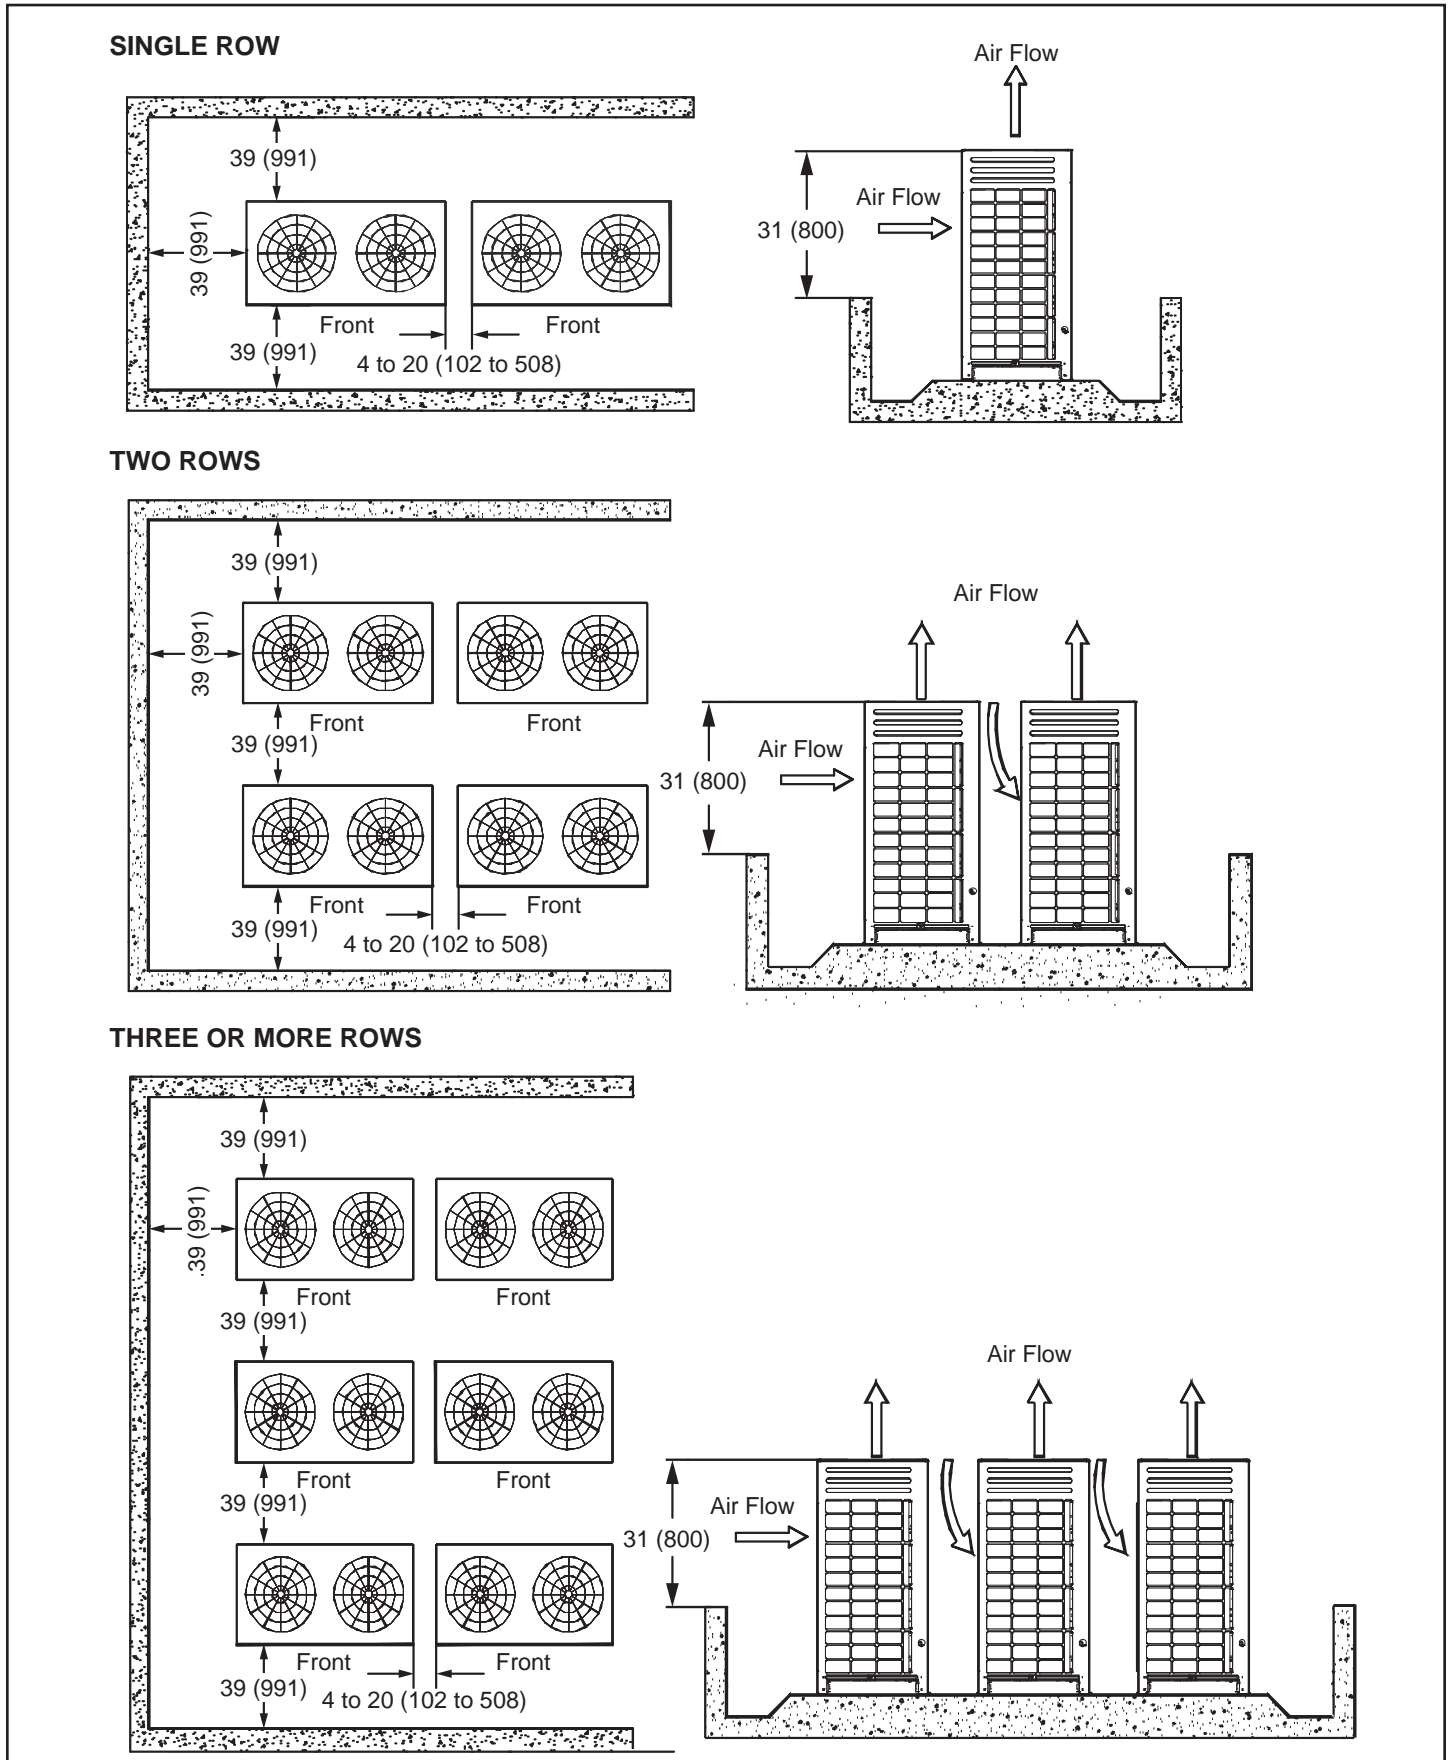 SINGLE ROW
Air Flow
39 (991)
Air Flow
31 (800)
39 (991)
Front
Front
39 (991)
4 to 20 (102 to 508)
TWO ROWS
39 (991)
Air Flow
39 (991)
Front
Front
39 (991)
Air Flow
31 (800)
Front
Front
39 (991)
4 to 20 (102 to 508)
THREE OR MORE ROWS
39 (991)
.39 (991)
Front
Front
39 (991)
Air Flow
Front
Front
39 (991)
Air Flow
31 (800)
Front
Front
39 (991)
4 to 20 (102 to 508)